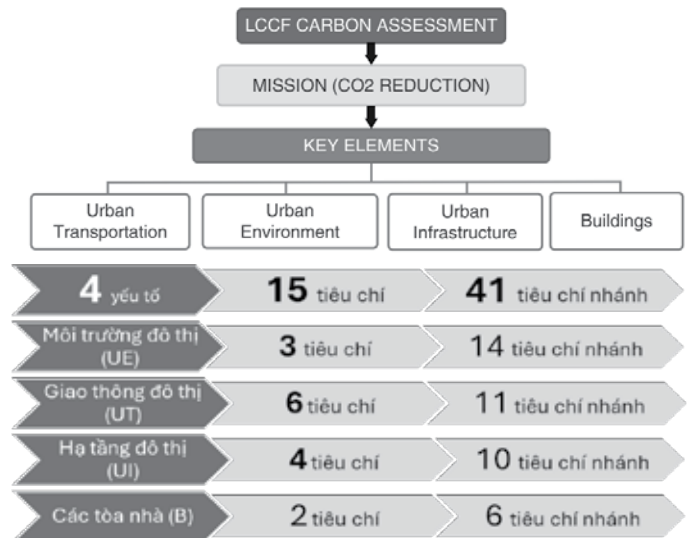 LCCF CARBON ASSESSMENT
MISSION (CO2 REDUCTION)
KEY ELEMENTS
Urban
Transportation
Urban
Environment
Urban
Infrastructure
Buildings
4 yếu tố
15 tiêu chí
41 tiêu chí nhánh
Môi trường đô thị
(UE)
3 tiêu chí
14 tiêu chí nhánh
Giao thông đô thị
(UT)
6 tiêu chí
11 tiêu chí nhánh
Hạ tầng đô thị
(UI)
4 tiêu chí
10 tiêu chí nhánh
Các tòa nhà (B)
2 tiêu chí
6 tiêu chí nhánh